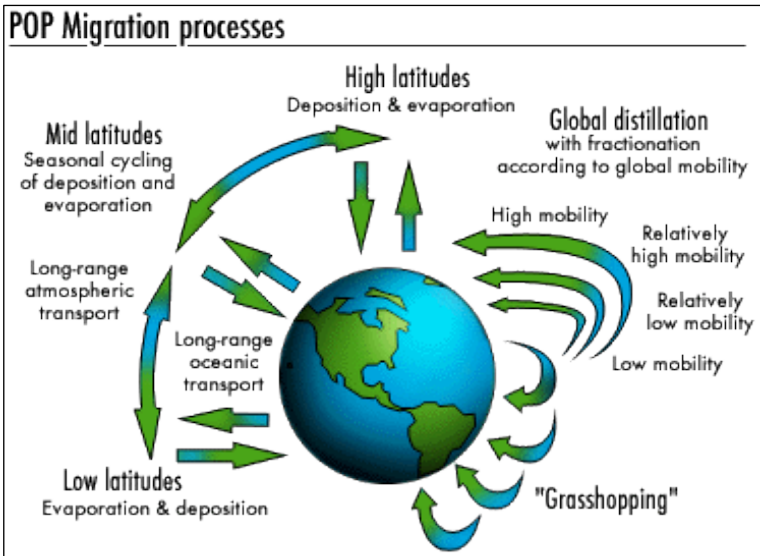 POP Migration processes
High latitudes
Deposition & evaporation
Mid latitudes
Seasonal cycling
of deposition and
evaporation
Global distillation
with fractionation
according to global mobility
High mobility
Relatively
high mobility
Relatively
low mobility
Low mobility
Long-range
atmospheric
transport
Long-range
oceanic
transport
Low latitudes
Evaporation & deposition
"Grasshopping"